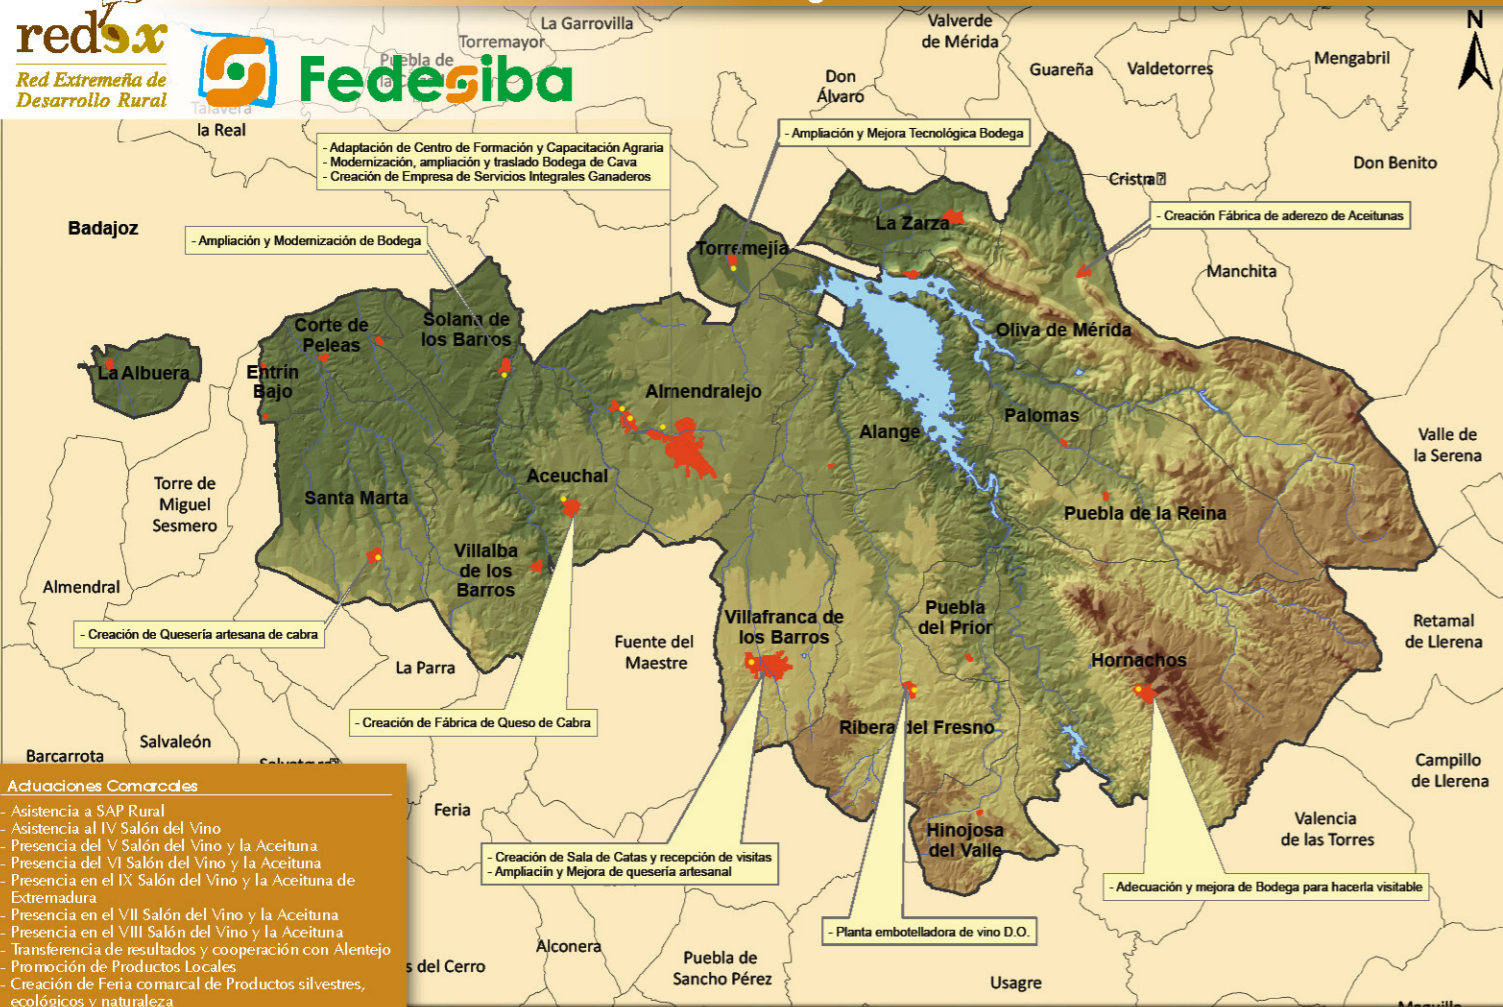 redex
Red Extremeña de
Desarrollo Rural
Fedesiba
La Garrovilla
Torremayor
Puebla de
Talavera
la Real
Valverde
de Mérida
Don
Álvaro
Guareña
Valdetorres
Mengabril
N
Don Benito
Cristina
Manchita
Badajoz
- Adaptación de Centro de Formación y Capacitación Agraria
- Modernización, ampliación y traslado Bodega de Cava
- Creación de Empresa de Servicios Integrales Ganaderos
- Ampliación y Mejora Tecnológica Bodega
- Creación Fábrica de aderezo de Aceitunas
- Ampliación y Modernización de Bodega
La Zarza
Torremejía
Oliva de Mérida
Corte de
Peleas
Solana de
los Barros
La Albuera
Entrín
Bajo
Almendralejo
Alange
Palomas
Valle de
la Serena
Aceuchal
Santa Marta
Torre de
Miguel
Sesmero
Puebla de la Reina
Villalba
de los
Barros
Almendral
Villafranca de
los Barros
Puebla
del Prior
Hornachos
Retamal
de Llerena
- Creación de Quesería artesana de cabra
La Parra
Fuente del
Maestre
- Creación de Fábrica de Queso de Cabra
Ribera del Fresno
Barcarrota
Salvaleón
Campillo
de Llerena
Feria
Valencia
de las Torres
Hinojosa
del Valle
- Creación de Sala de Catas y recepción de visitas
- Ampliación y Mejora de quesería artesanal
- Adecuación y mejora de Bodega para hacerla visitable
- Planta embotelladora de vino D.O.
Alconera
s del Cerro
Puebla de
Sancho Pérez
Usagre
Actuaciones Comarcales
- Asistencia a SAP Rural
- Asistencia al IV Salón del Vino
- Presencia del V Salón del Vino y la Aceituna
- Presencia del VI Salón del Vino y la Aceituna
- Presencia en el IX Salón del Vino y la Aceituna de
Extremadura
- Presencia en el VII Salón del Vino y la Aceituna
- Presencia en el VIII Salón del Vino y la Aceituna
- Transferencia de resultados y cooperación con Alentejo
- Promoción de Productos Locales
- Creación de Feria comarcal de Productos silvestres,
ecológicos y naturaleza